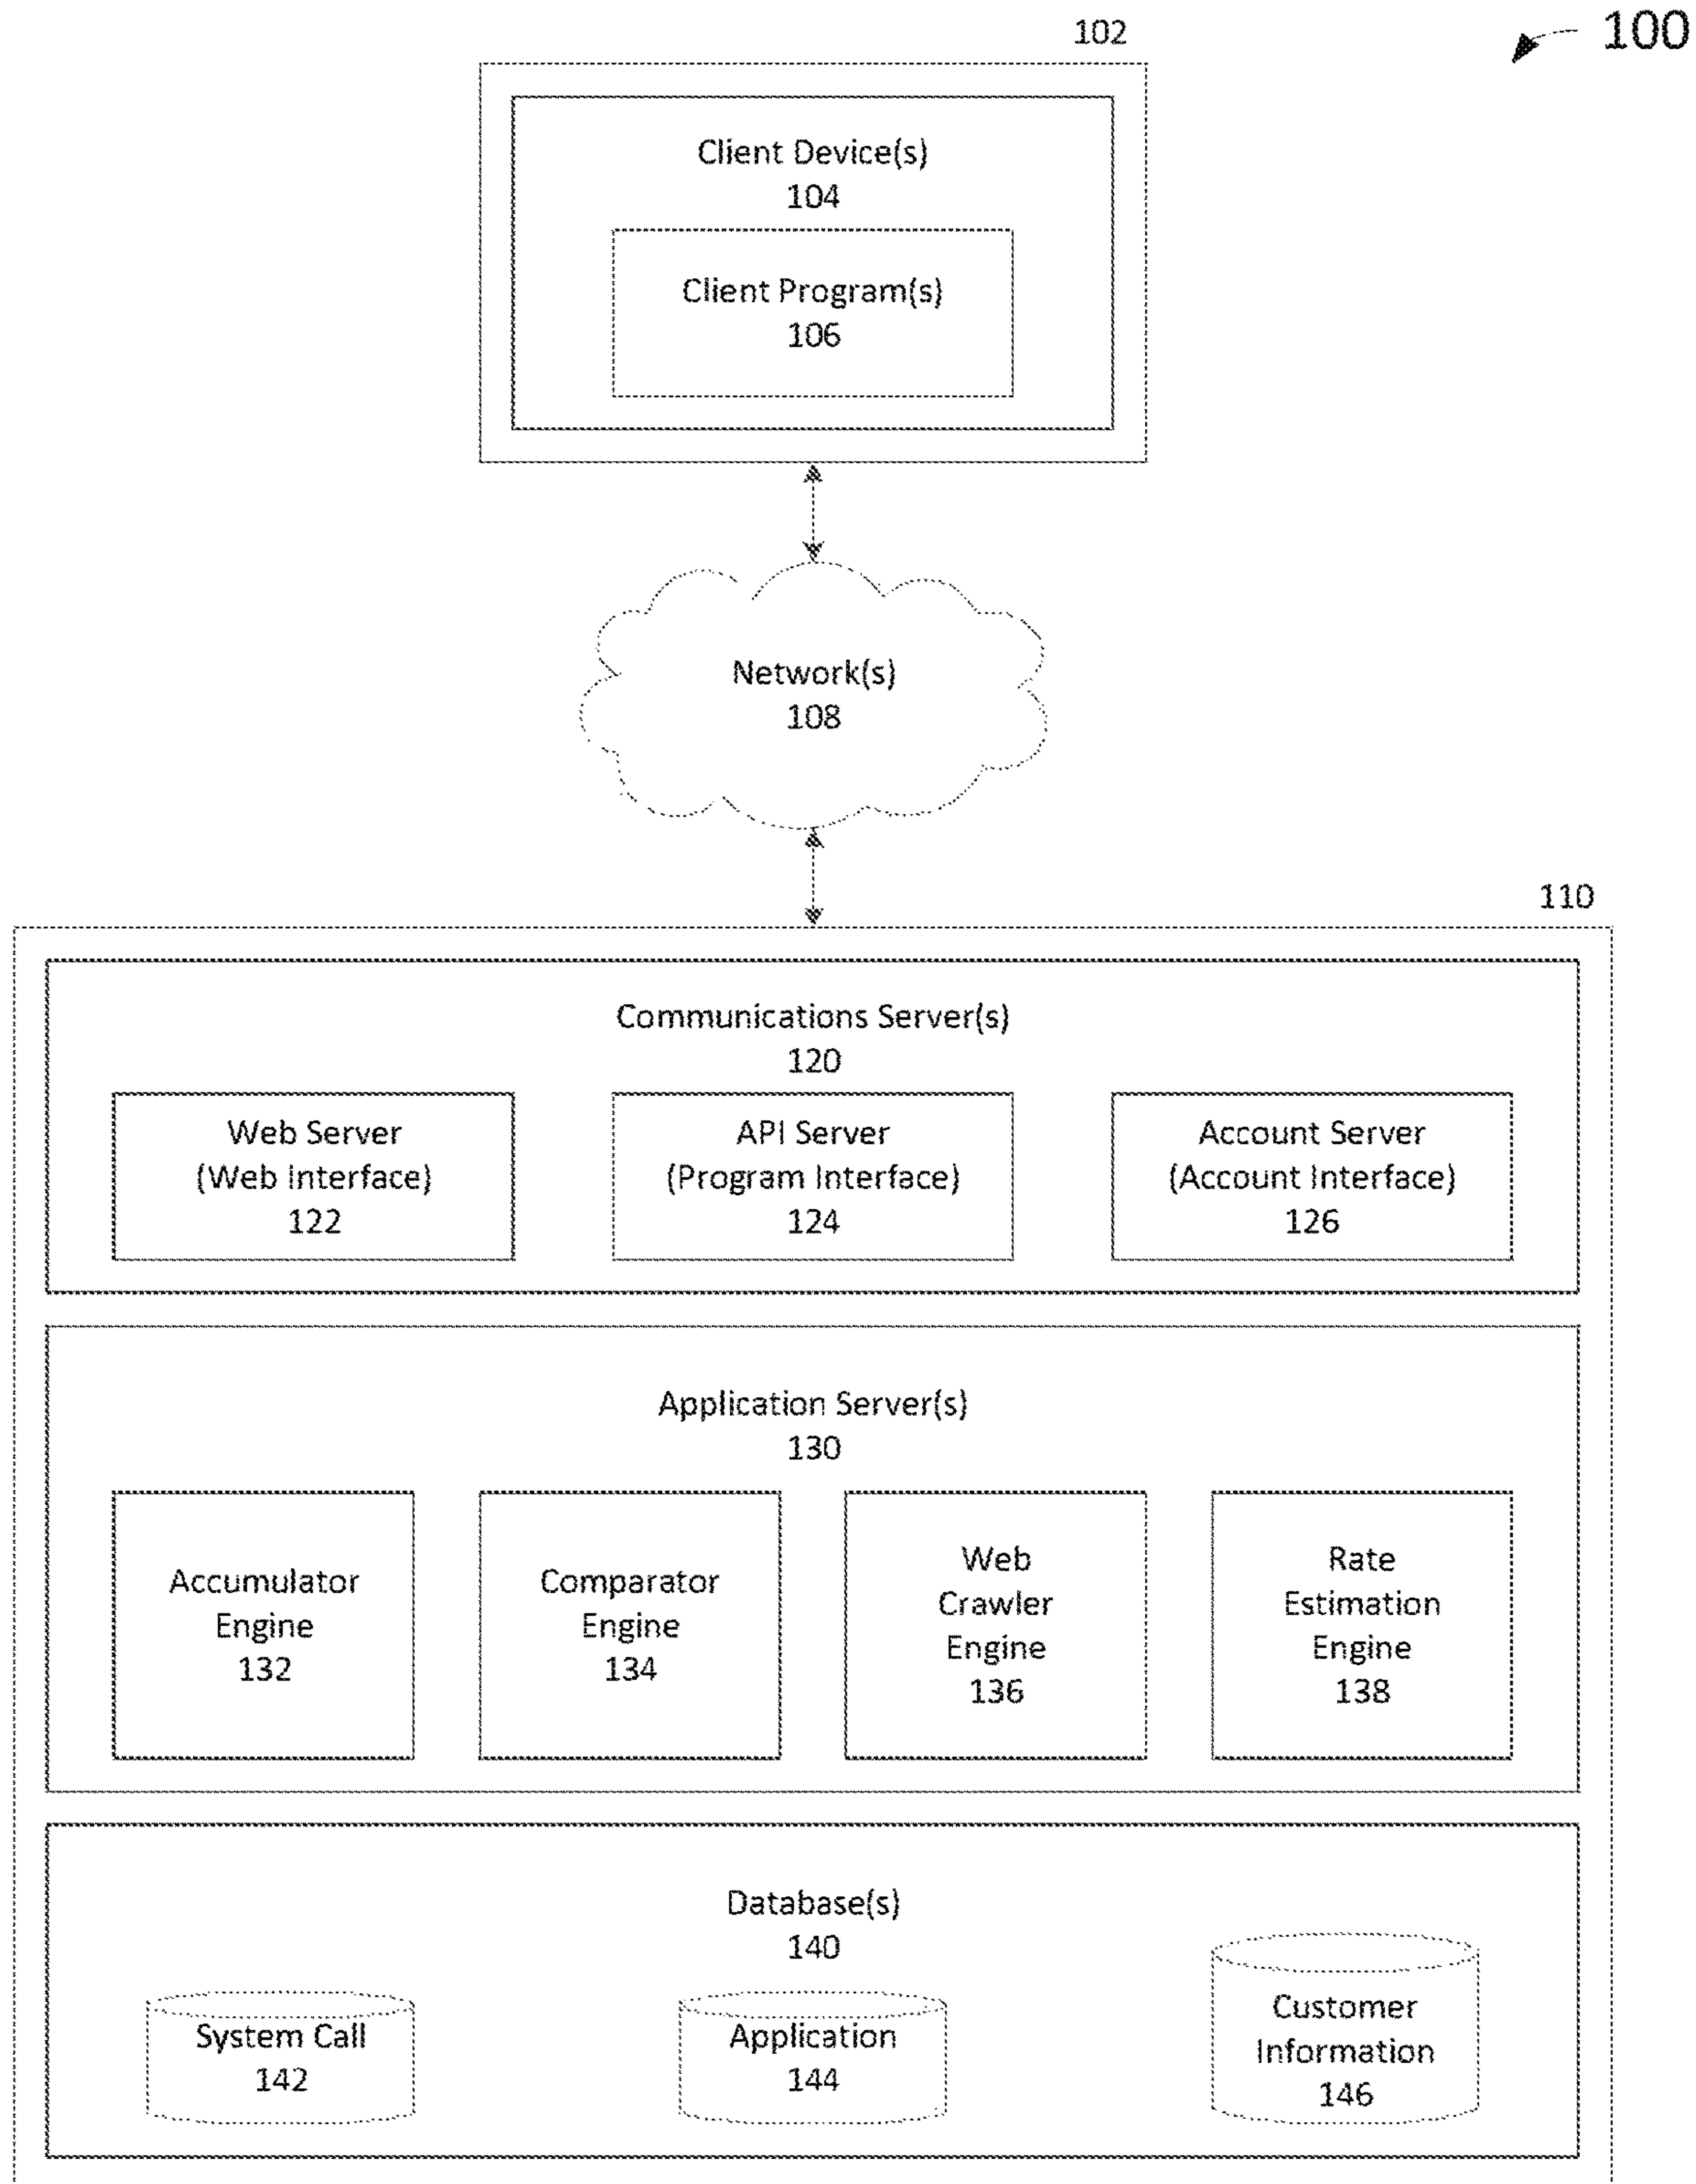 100
102
Client Device(s)
104
Client Program(s)
106
Network(s)
108
110
Communications Server(s)
120
Web Server
(Web Interface)
122
API Server
(Program Interface)
124
Account Server
(Account Interface)
126
Application Server(s)
130
Accumulator
Engine
132
Comparator
Engine
134
Web
Crawler
Engine
136
Rate
Estimation
Engine
138
Database(s)
140
System Call
142
Application
144
Customer
Information
146